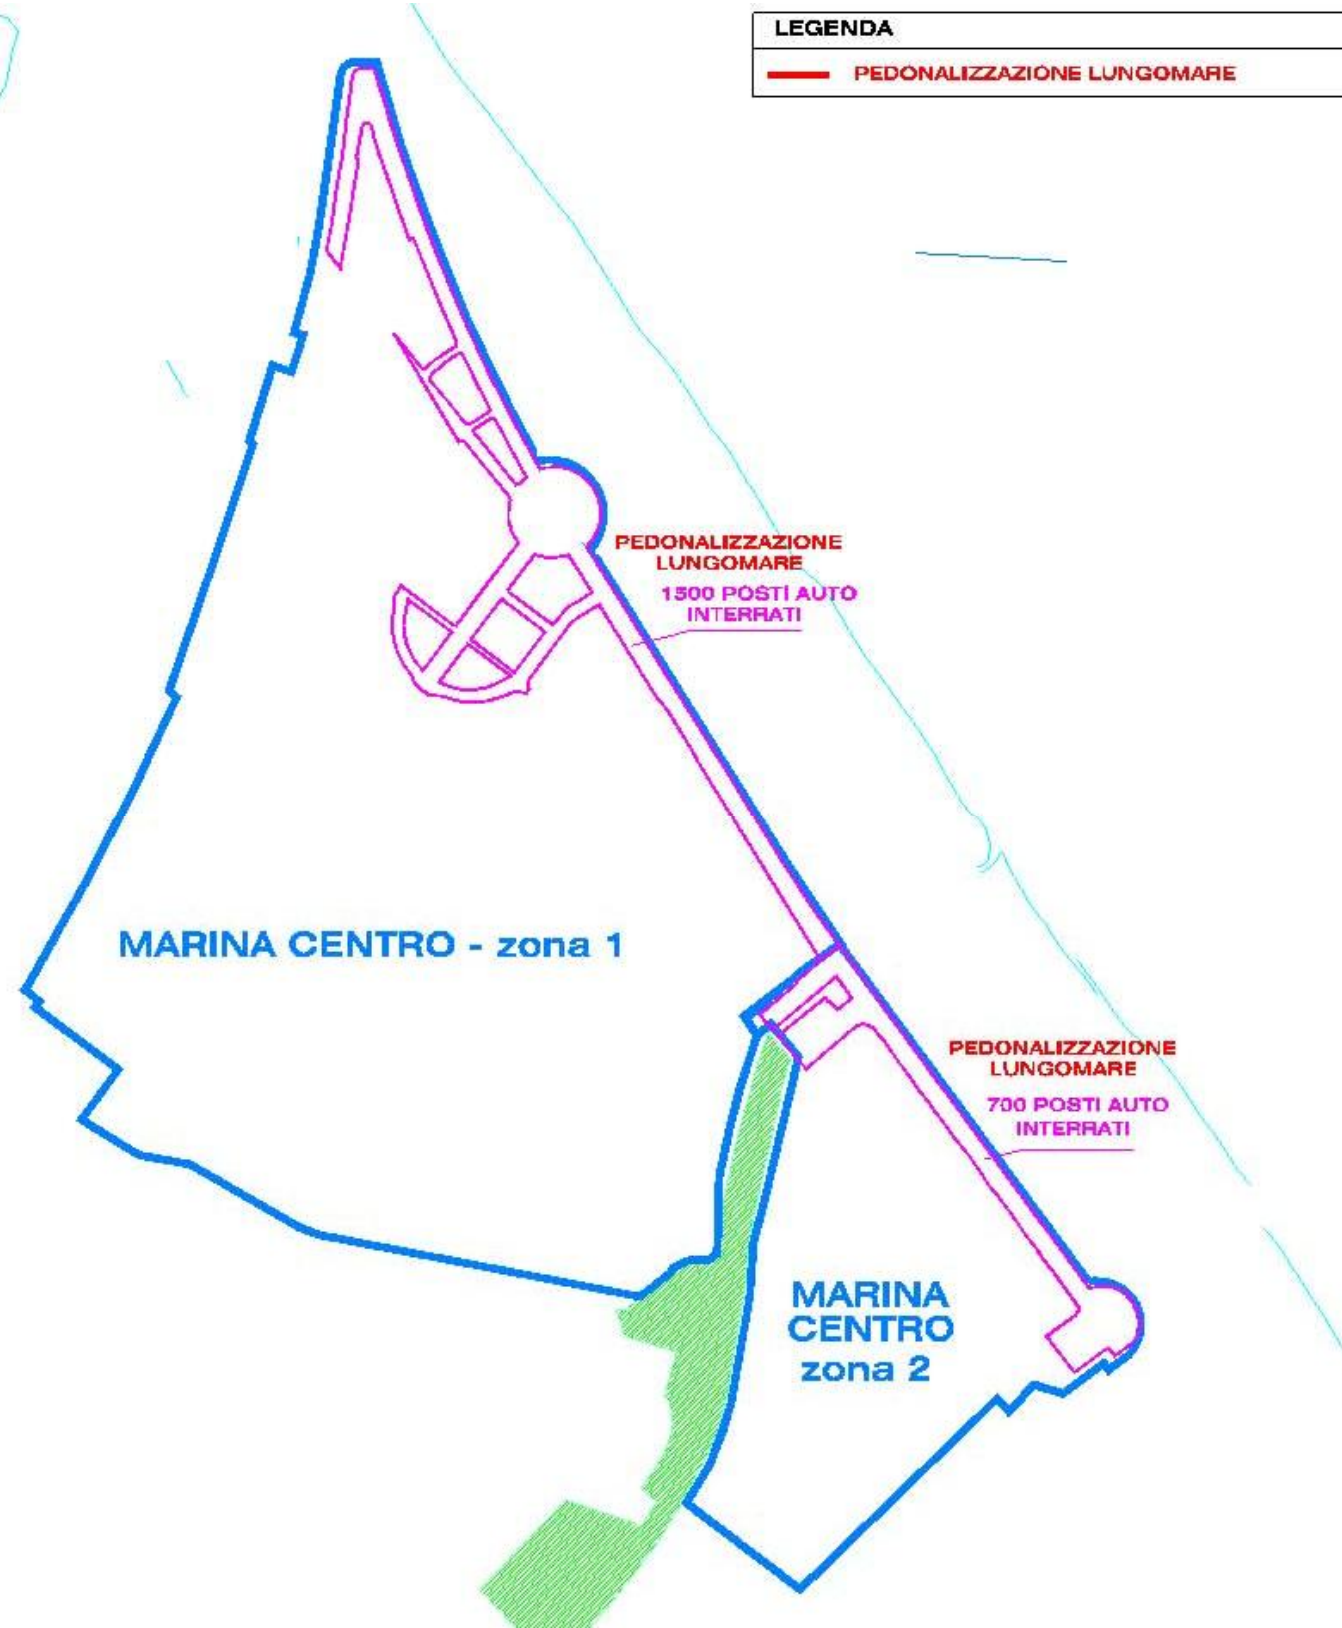 LEGENDA
PEDONALIZZAZIONE LUNGOMARE
PEDONALIZZAZIONE
LUNGOMARE
1500 POSTI AUTO
INTERRATI
MARINA CENTRO - zona 1
PEDONALIZZAZIONE
LUNGOMARE
700 POSTI AUTO
INTERRATI
MARINA
CENTRO
zona 2